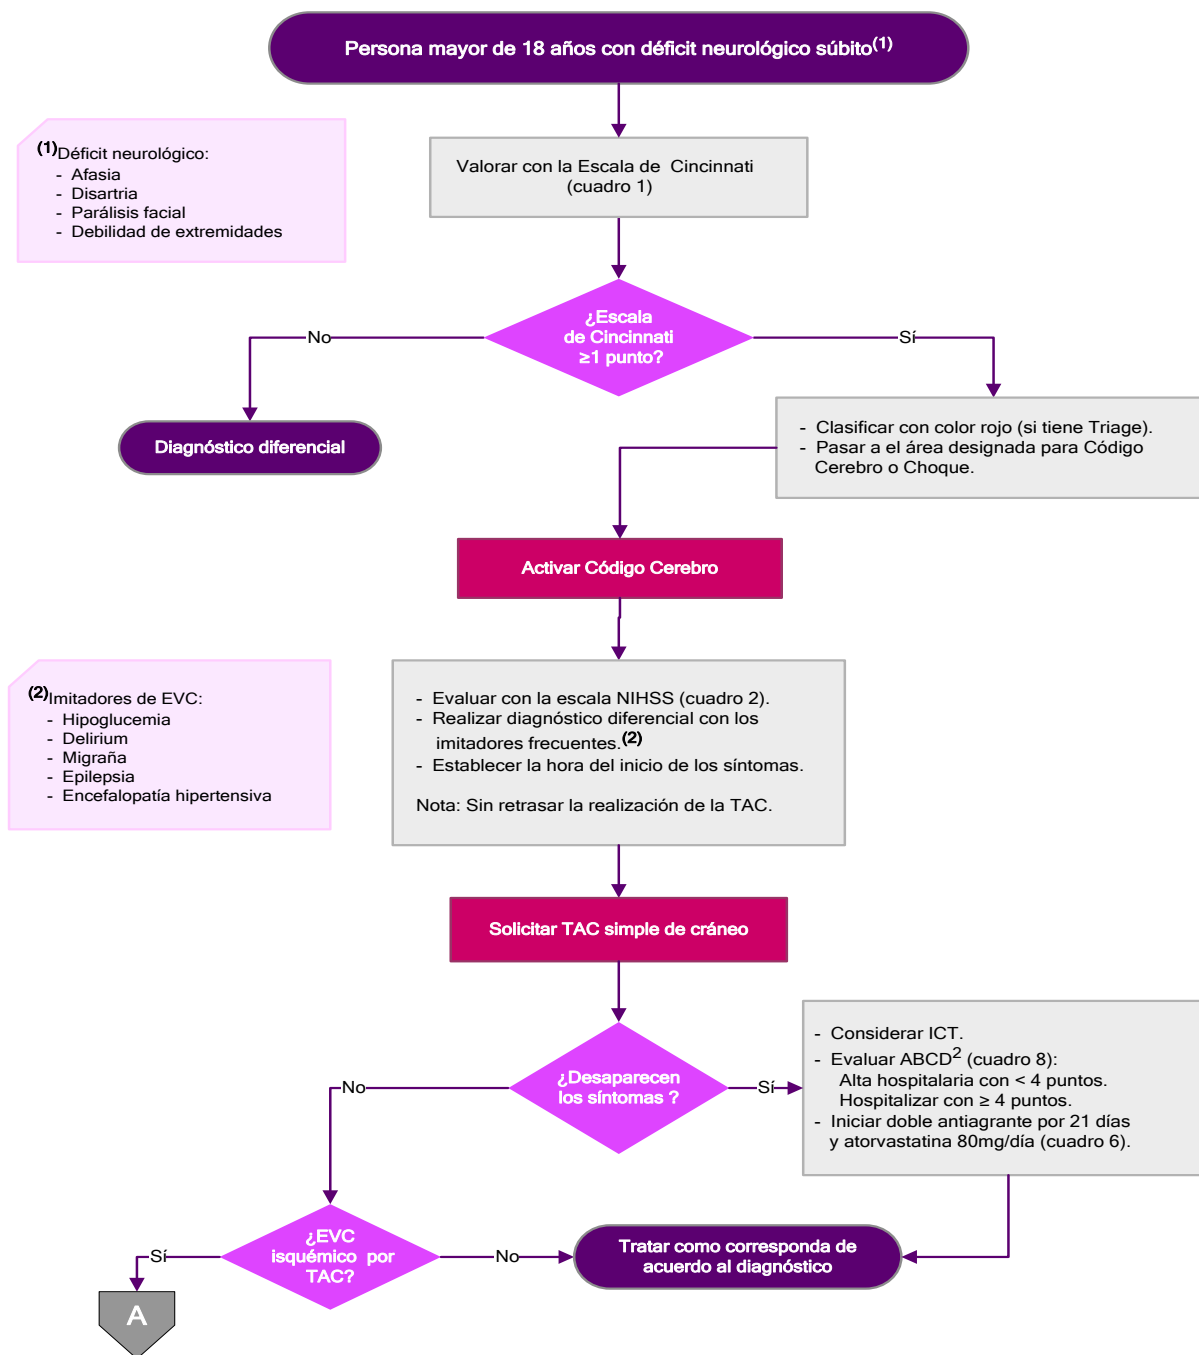 Persona mayor de 18 años con déficit neurológico súbito(1)
(1)Déficit neurológico:
- Afasia
- Disartria
- Parálisis facial
- Debilidad de extremidades
Valorar con la Escala de Cincinnati
(cuadro 1)
¿Escala
de Cincinnati
≥1 punto?
No
Sí
Diagnóstico diferencial
- Clasificar con color rojo (si tiene Triage).
- Pasar a el área designada para Código
Cerebro o Choque.
Activar Código Cerebro
(2)Imitadores de EVC:
- Hipoglucemia
- Delirium
- Migraña
- Epilepsia
- Encefalopatía hipertensiva
- Evaluar con la escala NIHSS (cuadro 2).
- Realizar diagnóstico diferencial con los
imitadores frecuentes.(2)
- Establecer la hora del inicio de los síntomas.
Nota: Sin retrasar la realización de la TAC.
Solicitar TAC simple de cráneo
¿Desaparecen
los síntomas ?
No
Sí
- Considerar ICT.
- Evaluar ABCD2 (cuadro 8):
Alta hospitalaria con < 4 puntos.
Hospitalizar con ≥ 4 puntos.
- Iniciar doble antiagrante por 21 días
y atorvastatina 80mg/día (cuadro 6).
¿EVC
isquémico por
TAC?
Sí
No
Tratar como corresponda de
acuerdo al diagnóstico
A